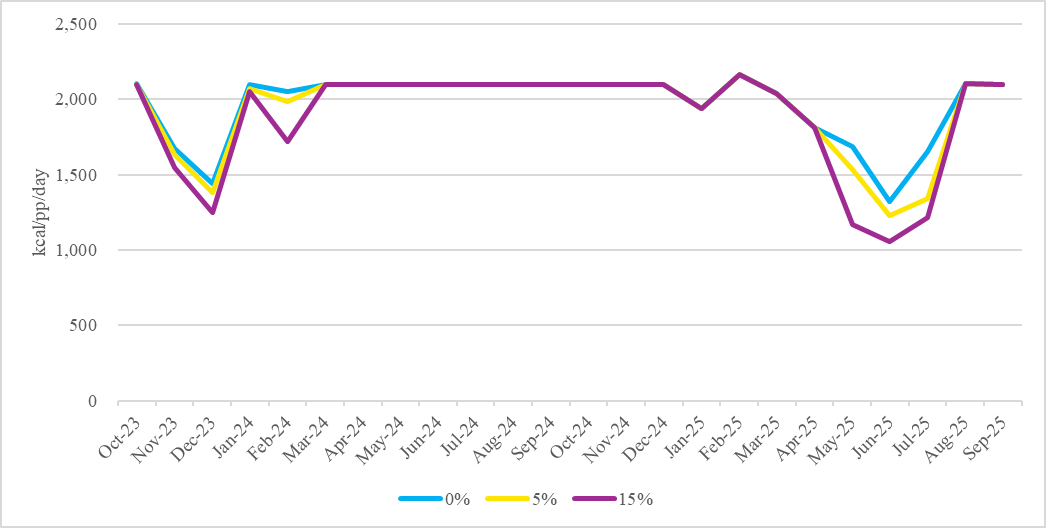 2,500
2,000
1,500
1,000
500
0
kcal/pp/day
Oct-23
Nov-23
Dec-23
Jan-24
Feb-24
Mar-24
Apr-24
May-24
Jun-24
Jul-24
Aug-24
Sep-24
Oct-24
Nov-24
Dec-24
Jan-25
Feb-25
Mar-25
Apr-25
May-25
Jun-25
Jul-25
Aug-25
Sep-25
0%
5%
15%